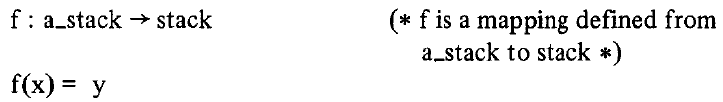 f : a_stack → stack (* f is a mapping defined from
a_stack to stack *)
f(x) = y